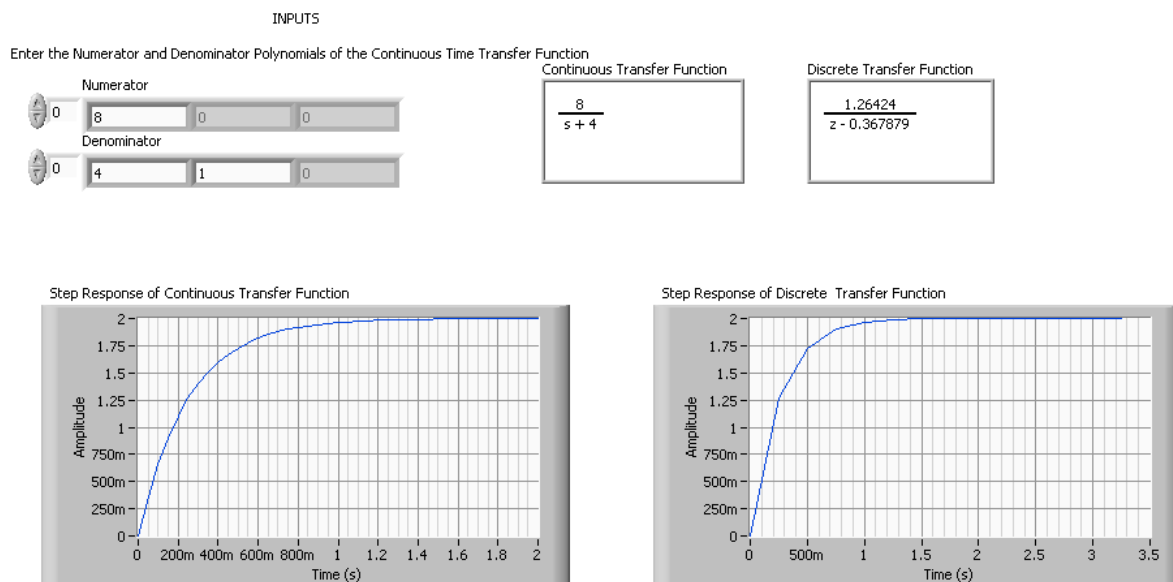 INPUTS
Enter the Numerator and Denominator Polynomials of the Continuous Time Transfer Function
Continuous Transfer Function
Discrete Transfer Function
Numerator
0
8
0
0
Denominator
0
4
1
0
8
s + 4
1.26424
z - 0.367879
Step Response of Continuous Transfer Function
2
1.75
1.5
1.25
1
750m
500m
250m
0
Amplitude
0 200m 400m 600m 800m 1 1.2 1.4 1.6 1.8 2
Time (s)
Step Response of Discrete Transfer Function
2
1.75
1.5
1.25
1
750m
500m
250m
0
Amplitude
0 500m 1 1.5 2 2.5 3 3.5
Time (s)